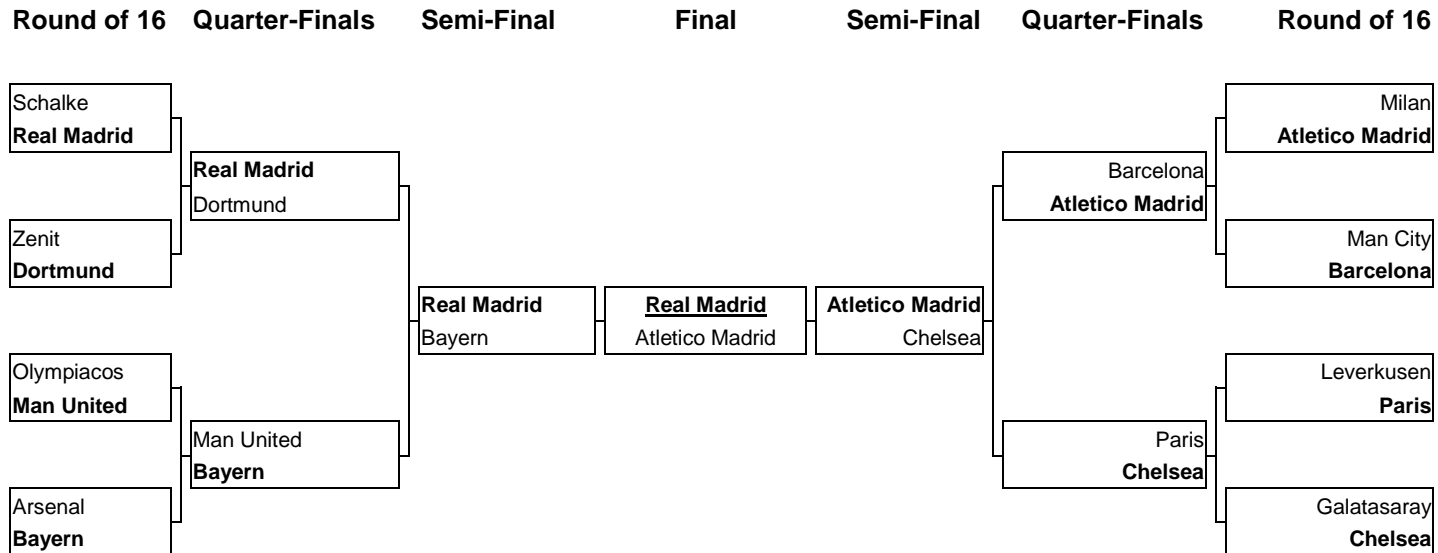 Round of 16 Quarter-Finals Semi-Final Final Semi-Final Quarter-Finals Round of 16
Schalke
Real Madrid
Zenit
Dortmund
Olympiacos
Man United
Arsenal
Bayern
Real Madrid
Dortmund
Man United
Bayern
Real Madrid
Bayern
Real Madrid
Atletico Madrid
Atletico Madrid
Chelsea
Barcelona
Atletico Madrid
Paris
Chelsea
Milan
Atletico Madrid
Man City
Barcelona
Leverkusen
Paris
Galatasaray
Chelsea